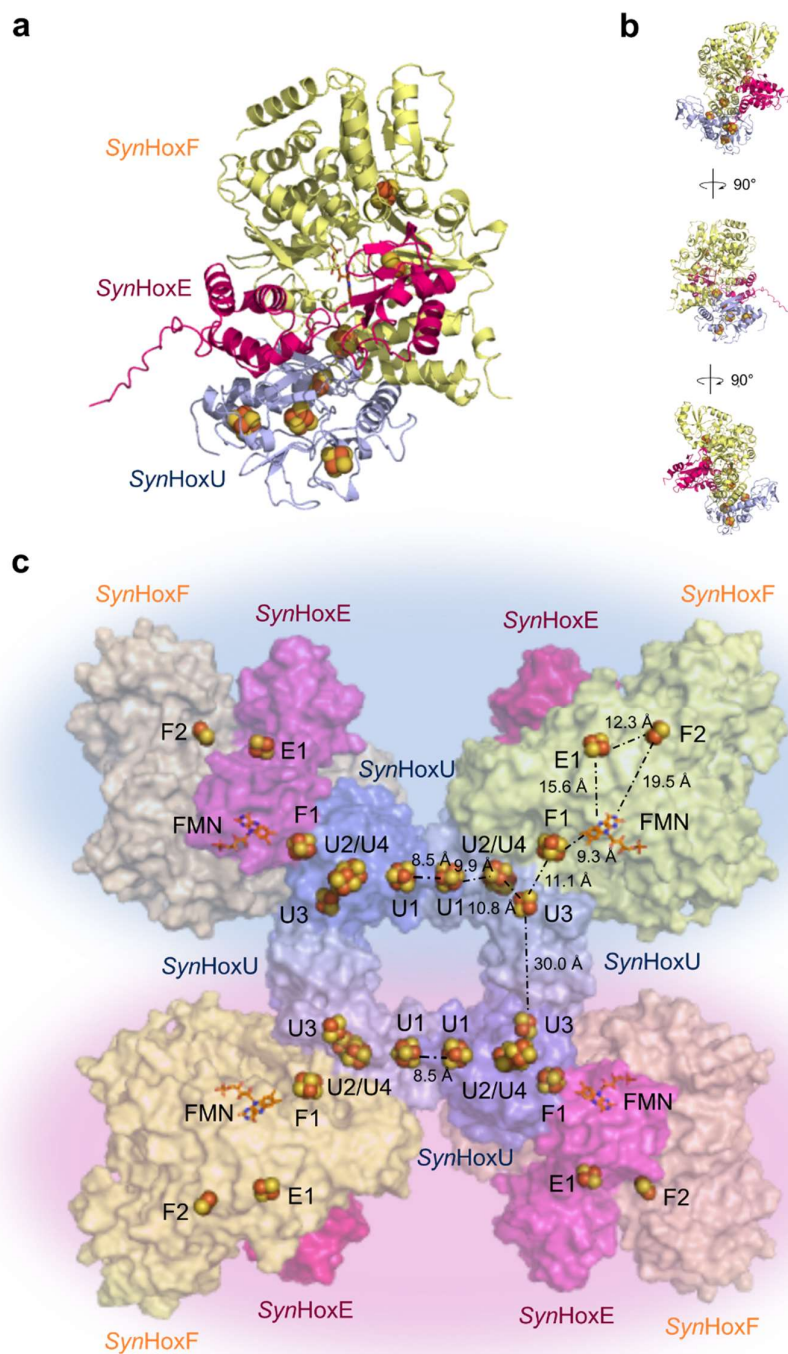 a
b
SynHoxF
SynHoxE
SynHoxU
90°
90°
c
SynHoxF
SynHoxE
SynHoxE
SynHoxF
F2
E1
SynHoxU
E1
12.3 Å
F2
15.6 Å
19.5 Å
FMN
F1
U2/U4
8.5 Å
9.9 Å
U2/U4
F1
FMN
9.3 Å
11.1 Å
U3
U1
U1
10.8 Å
U3
SynHoxU
30.0 Å
SynHoxU
U3
U1
U1
U3
8.5 Å
FMN
F1
U2/U4
U2/U4
F1
FMN
SynHoxU
F2
E1
E1
F2
SynHoxE
SynHoxE
SynHoxF
SynHoxF